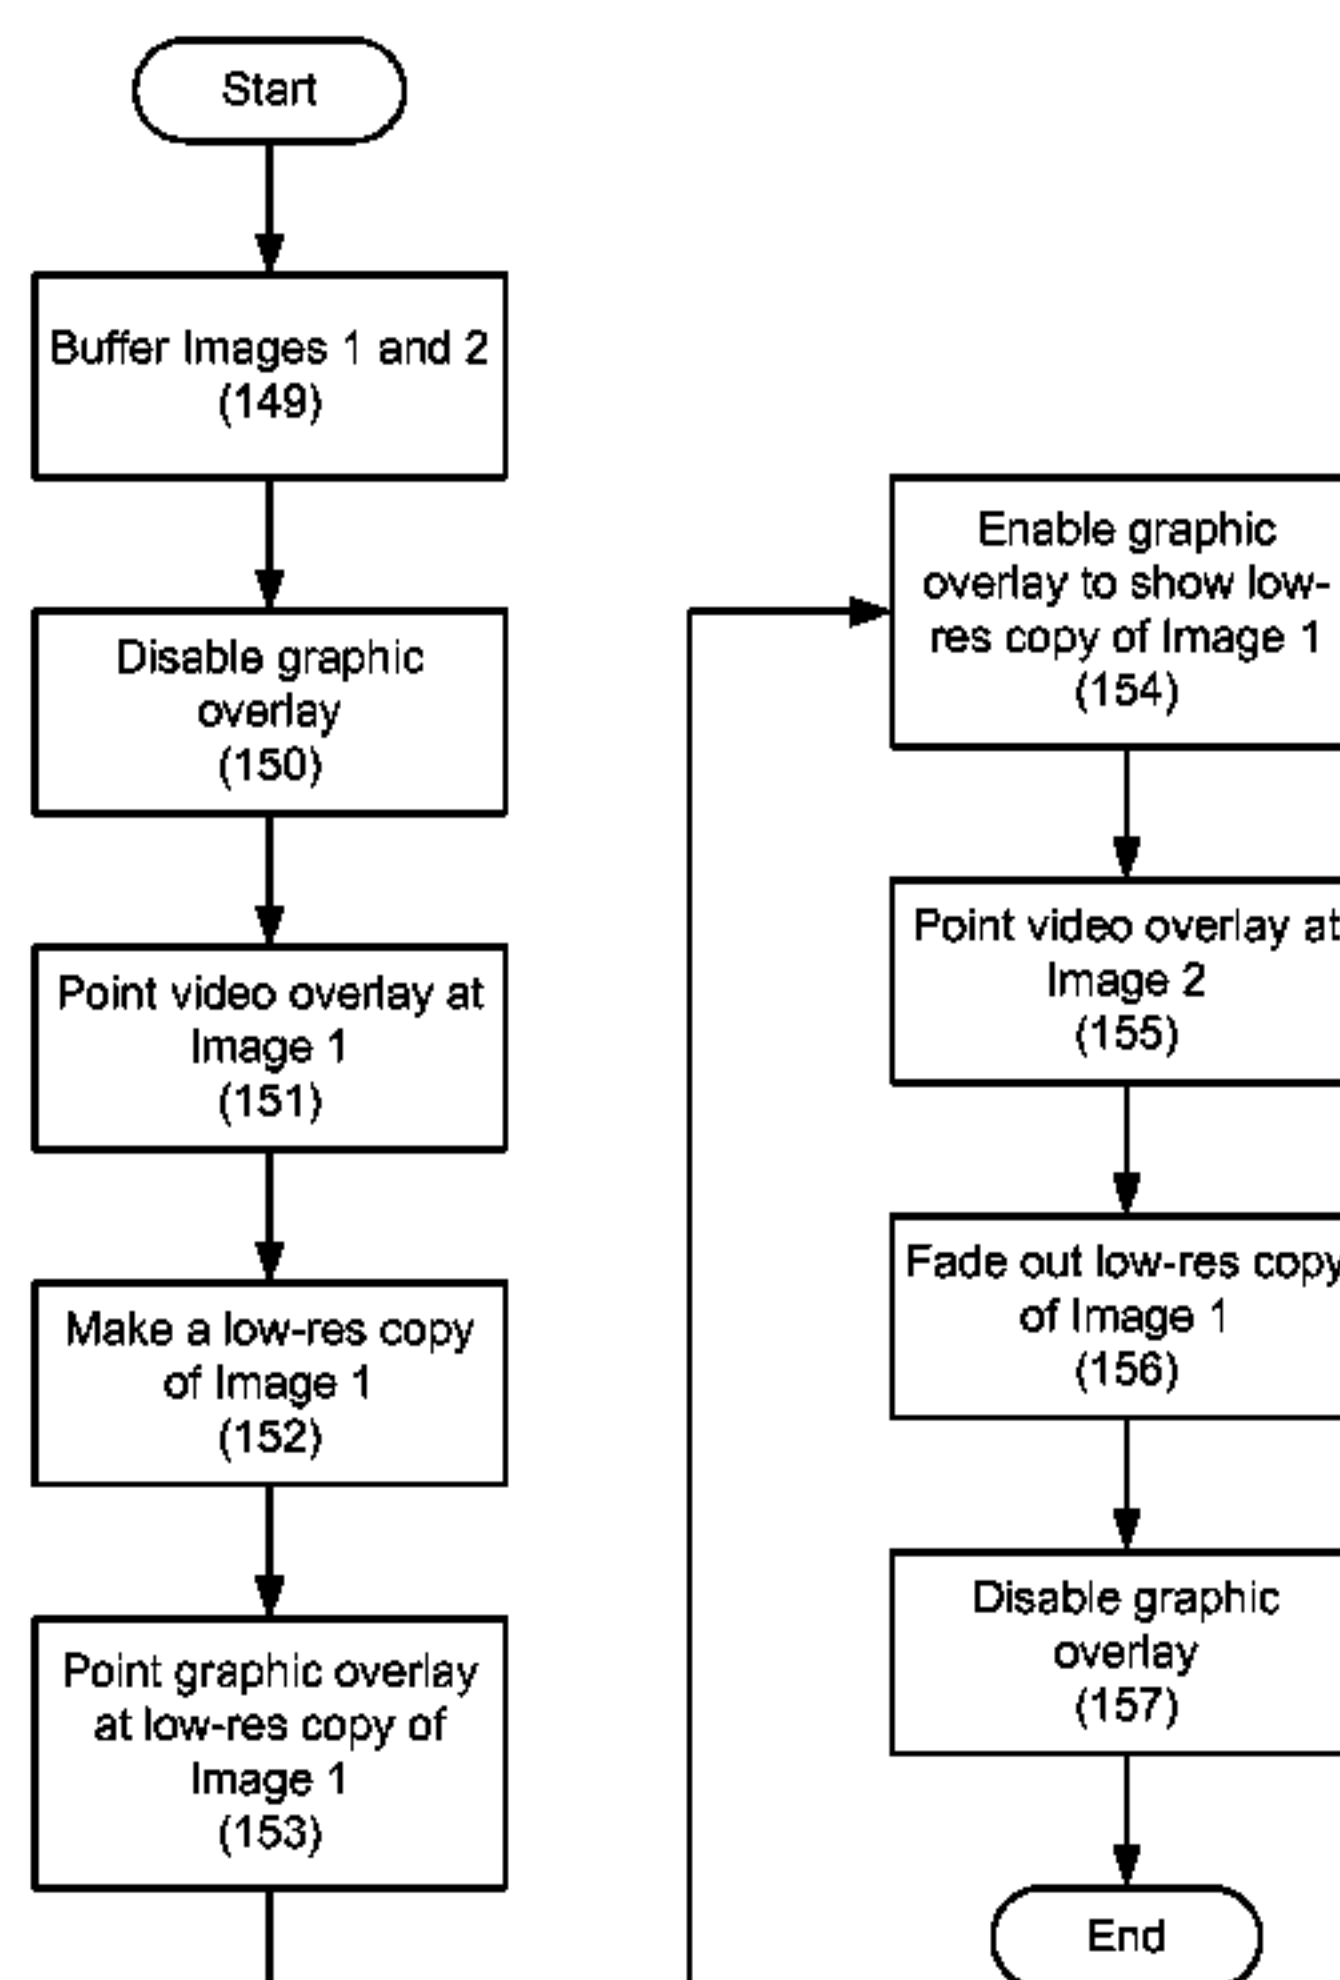 Start
Buffer Images 1 and 2
(149)
Disable graphic
overlay
(150)
Point video overlay at
Image 1
(151)
Make a low-res copy
of Image 1
(152)
Point graphic overlay
at low-res copy of
Image 1
(153)
Enable graphic
overlay to show low-
res copy of Image 1
(154)
Point video overlay at
Image 2
(155)
Fade out low-res copy
of Image 1
(156)
Disable graphic
overlay
(157)
End